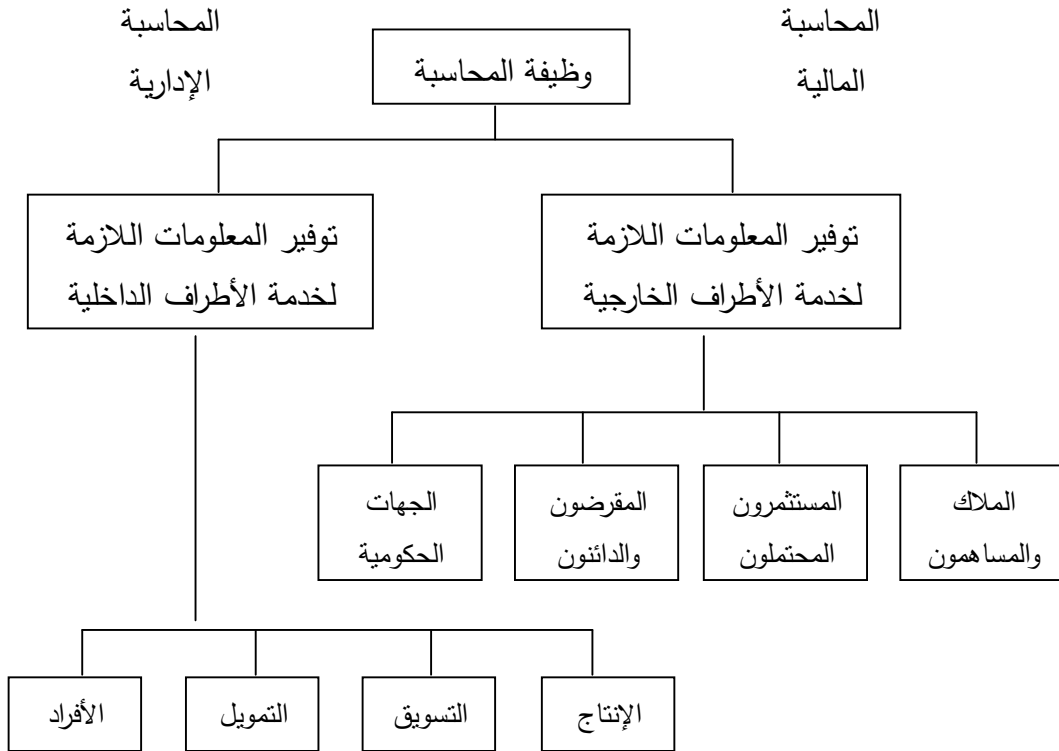 المحاسبة
المالية
وظيفة المحاسبة
المحاسبة
الإدارية
توفير المعلومات اللازمة
لخدمة الأطراف الخارجية
توفير المعلومات اللازمة
لخدمة الأطراف الداخلية
الملاك
والمساهمون
المستثمرون
المحتملون
المقرضون
والدائنون
الجهات
الحكومية
الإنتاج
التسويق
التمويل
الأفراد